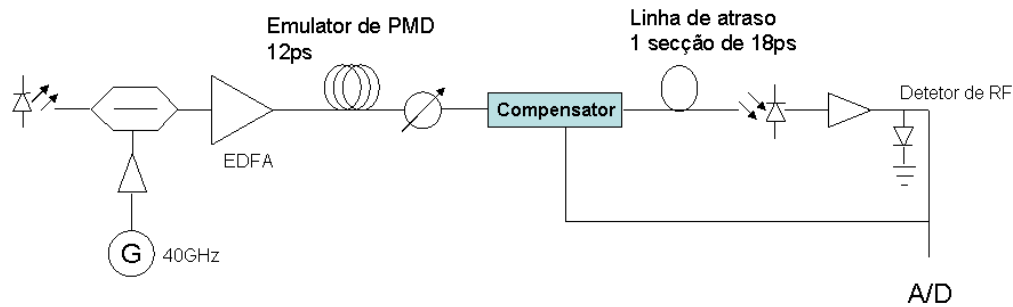 Emulator de PMD
12ps
Linha de atraso
1 secção de 18ps
Compensator
Detetor de RF
EDFA
G
40GHz
A/D